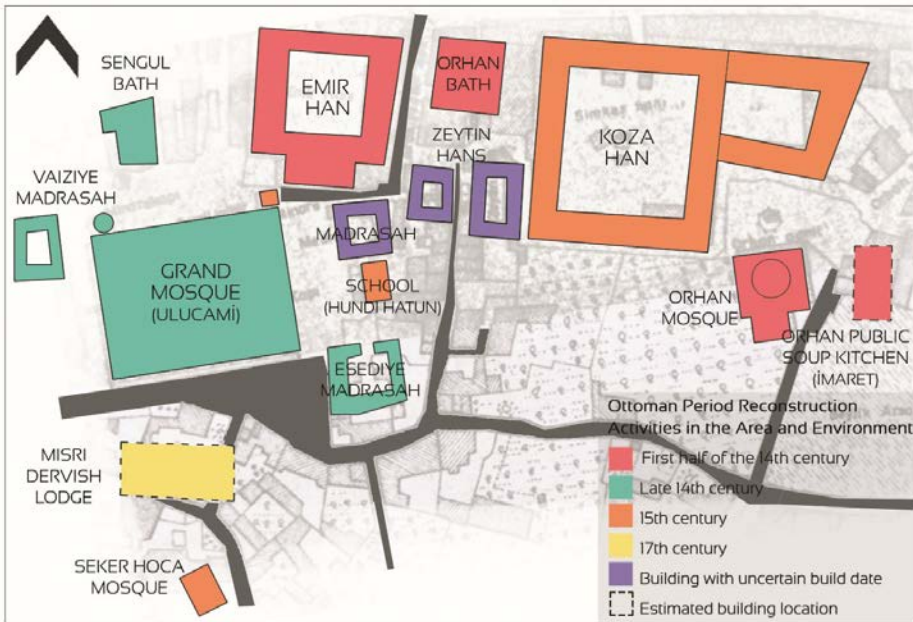 SENGUL
BATH
EMIR
HAN
ORHAN
BATH
ZEYTIN
HANS
KOZA
HAN
VAIZIYE
MADRASAH
MADRASAH
GRAND
MOSQUE
(ULUCAMİ)
SCHOOL
(HUNDI HATUN)
ORHAN
MOSQUE
ORHAN PUBLIC
SOUP KITCHEN
(İMARET)
ESEDIYE
MADRASAH
MISRI
DERVISH
LODGE
SEKER HOCA
MOSQUE
Ottoman Period Reconstruction
Activities in the Area and Environment
First half of the 14th century
Late 14th century
15th century
17th century
Building with uncertain build date
Estimated building location